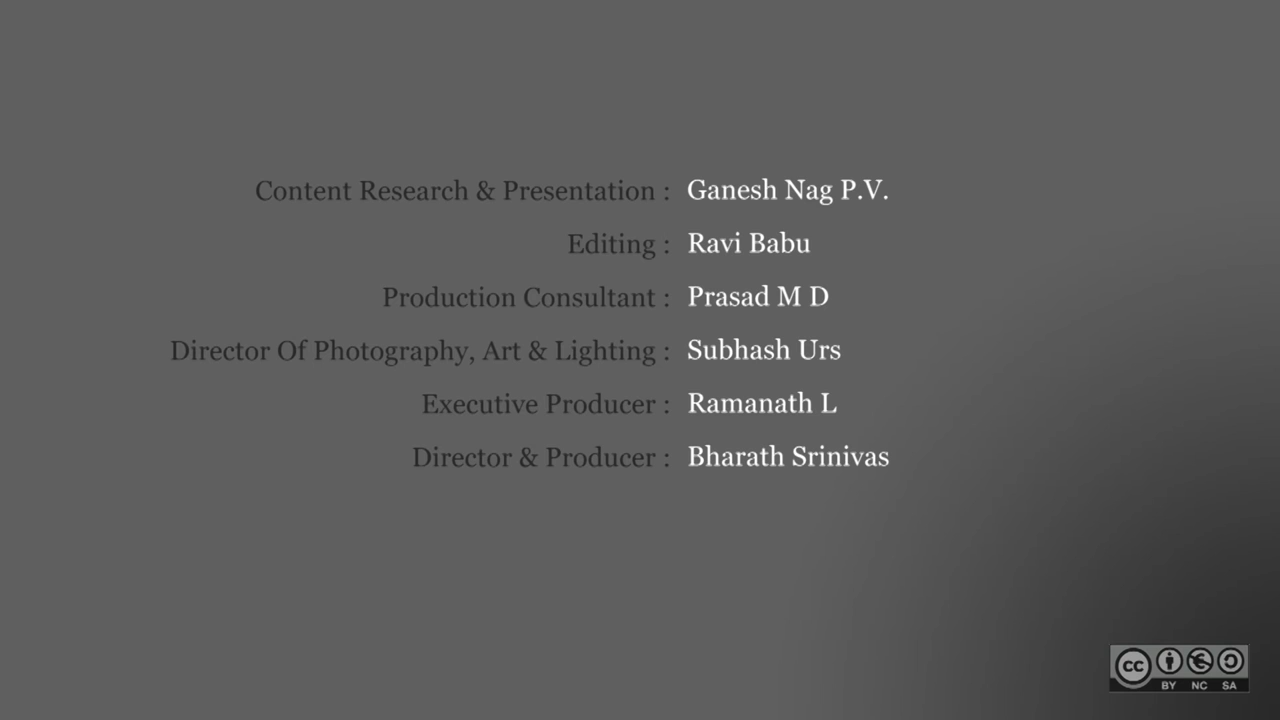 Content Research & Presentation : Ganesh Nag P.V.
Editing : Ravi Babu
Production Consultant : Prasad M D
Director Of Photography, Art & Lighting : Subhash Urs
Executive Producer : Ramanath L
Director & Producer : Bharath Srinivas
cc
BY NC SA